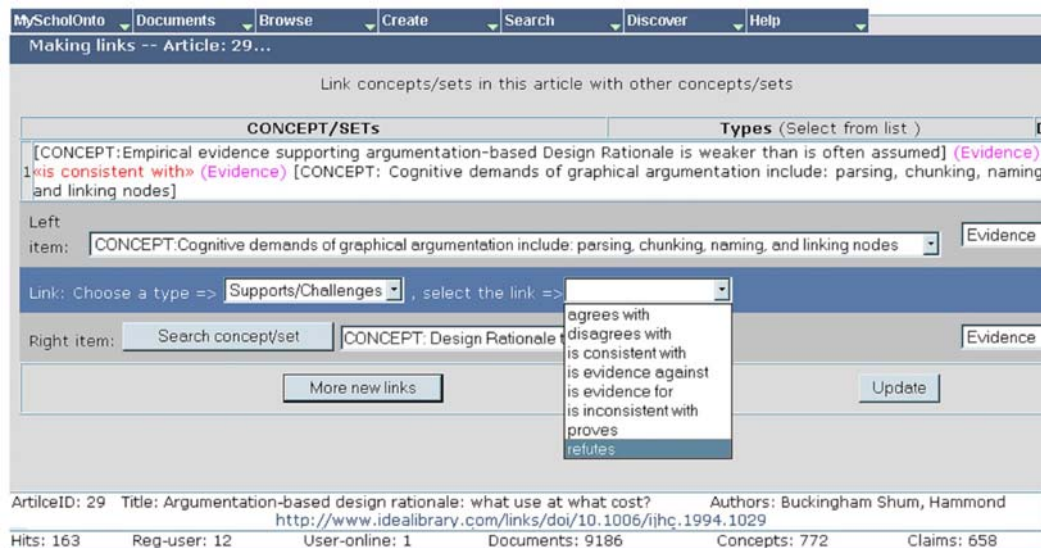 MyScholOnto Documents Browse Create Search Discover Help
Making links -- Article: 29...
Link concepts/sets in this article with other concepts/sets
CONCEPT/SETs Types (Select from list )
[CONCEPT:Empirical evidence supporting argumentation-based Design Rationale is weaker than is often assumed] (Evidence)
1 «is consistent with» (Evidence) [CONCEPT: Cognitive demands of graphical argumentation include: parsing, chunking, naming
and linking nodes]
Left
item: CONCEPT:Cognitive demands of graphical argumentation include: parsing, chunking, naming, and linking nodes Evidence
Link: Choose a type => Supports/Challenges , select the link =>
agrees with
disagrees with
is consistent with
is evidence against
is evidence for
is inconsistent with
proves
refutes
Right item: Search concept/set CONCEPT: Design Rationale Evidence
More new links Update
ArtilceID: 29 Title: Argumentation-based design rationale: what use at what cost? Authors: Buckingham Shum, Hammond
http://www.idealibrary.com/links/doi/10.1006/ijhc.1994.1029
Hits: 163 Reg-user: 12 User-online: 1 Documents: 9186 Concepts: 772 Claims: 658